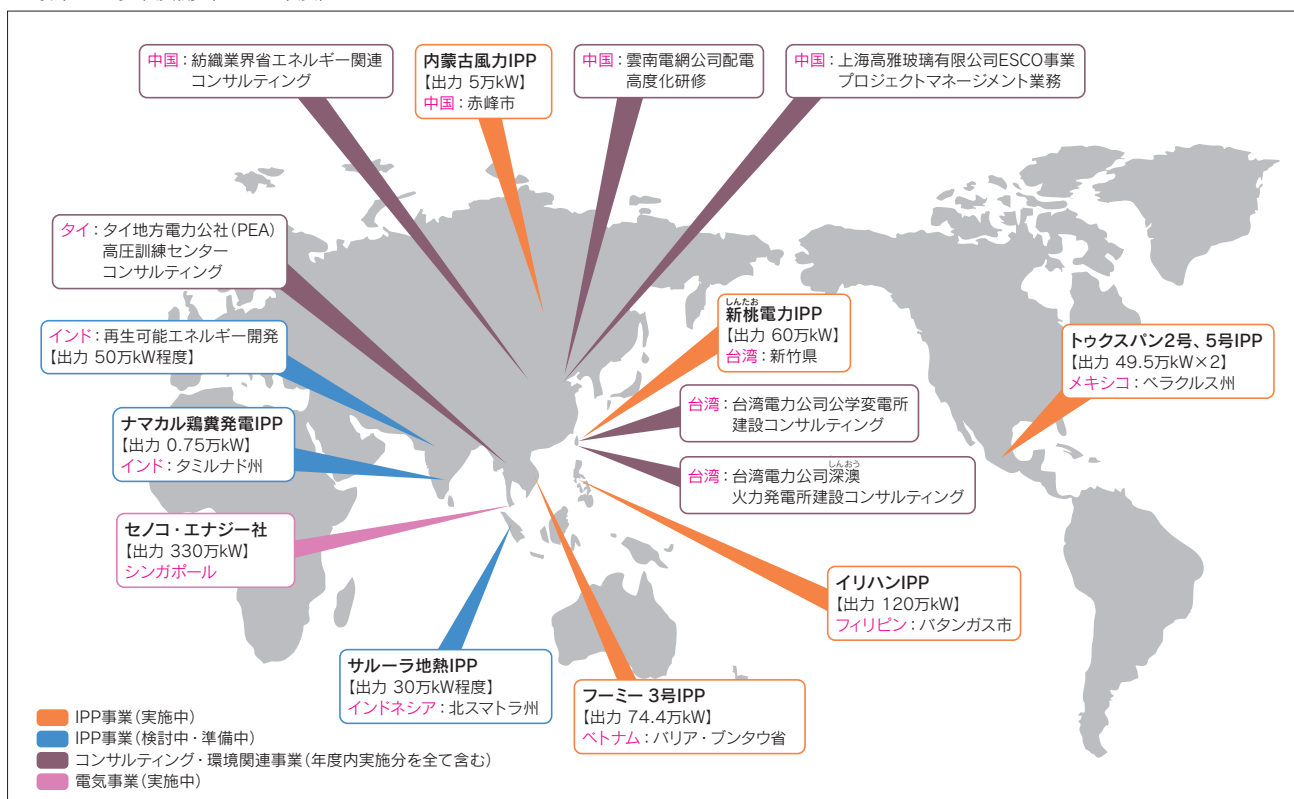 中国：紡織業界省エネルギー関連
コンサルティング
内蒙古風力IPP
【出力 5万kW】
中国：赤峰市
中国：雲南電網公司配電
高度化研修
中国：上海高雅玻璃有限公司ESCO事業
プロジェクトマネージメント業務
タイ：タイ地方電力公社（PEA）
高圧訓練センター
コンサルティング
しんたお
新桃電力IPP
【出力 60万kW】
台湾：新竹県
インド：再生可能エネルギー開発
【出力 50万kW程度】
トゥクスパン2号、5号IPP
【出力 49.5万kW×2】
メキシコ：ベラクルス州
ナマカル鶏糞発電IPP
【出力 0.75万kW】
インド：タミルナド州
台湾：台湾電力公司公学変電所
建設コンサルティング
しんおう
台湾：台湾電力公司深澳
火力発電所建設コンサルティング
セノコ・エナジー社
【出力 330万kW】
シンガポール
イリハンIPP
【出力 120万kW】
フィリピン：バタンガス市
サルーラ地熱IPP
【出力 30万kW程度】
インドネシア：北スマトラ州
フーミー 3号IPP
【出力 74.4万kW】
ベトナム：バリア・ブンタウ省
IPP事業（実施中）
IPP事業（検討中・準備中）
コンサルティング・環境関連事業（年度内実施分を全て含む）
電気事業（実施中）